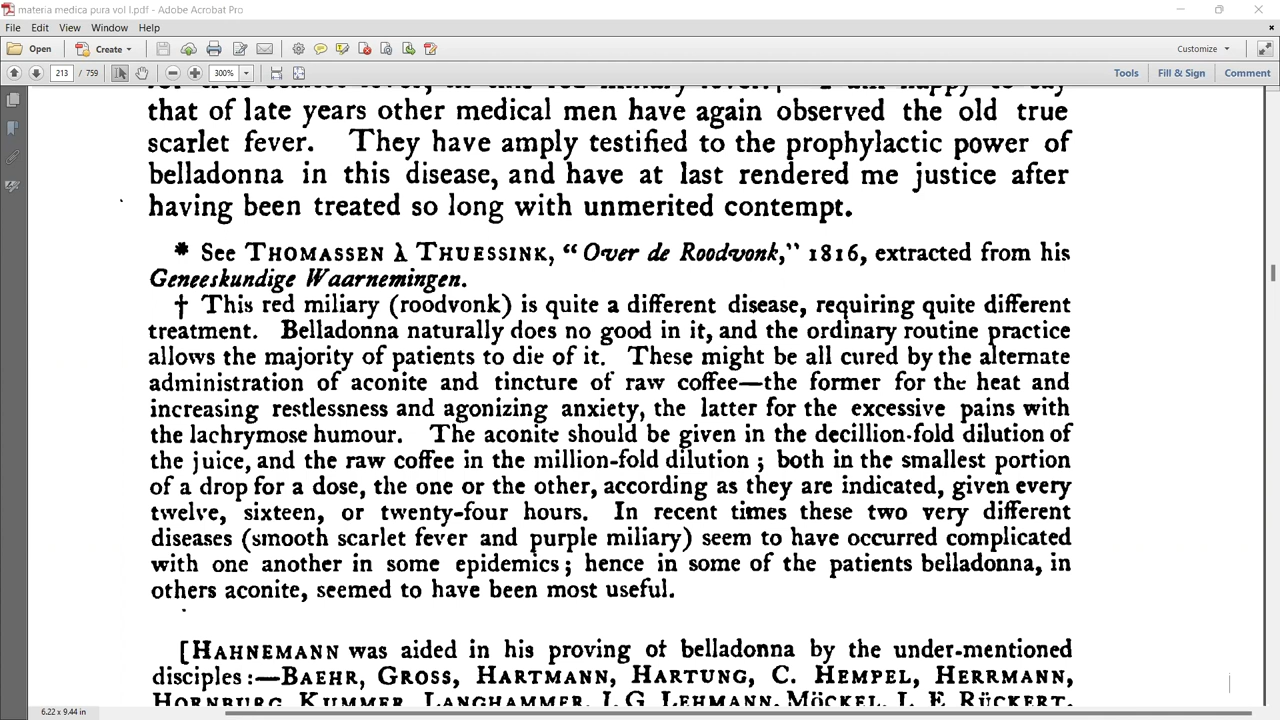 materia medica pura vol I.pdf - Adobe Acrobat Pro
File Edit View Window Help
Open Create Customize
213 / 759 300% Tools Fill & Sign Comment
that of late years other medical men have again observed the old true
scarlet fever. They have amply testified to the prophylactic power of
belladonna in this disease, and have at last rendered me justice after
having been treated so long with unmerited contempt.
* See THOMASSEN À THUESSINK, “Over de Roodvonk,” 1816, extracted from his
Geneeskundige Waarnemingen.
† This red miliary (roodvonk) is quite a different disease, requiring quite different
treatment. Belladonna naturally does no good in it, and the ordinary routine practice
allows the majority of patients to die of it. These might be all cured by the alternate
administration of aconite and tincture of raw coffee—the former for the heat and
increasing restlessness and agonizing anxiety, the latter for the excessive pains with
the lachrymose humour. The aconite should be given in the decillion-fold dilution of
the juice, and the raw coffee in the million-fold dilution ; both in the smallest portion
of a drop for a dose, the one or the other, according as they are indicated, given every
twelve, sixteen, or twenty-four hours. In recent times these two very different
diseases (smooth scarlet fever and purple miliary) seem to have occurred complicated
with one another in some epidemics ; hence in some of the patients belladonna, in
others aconite, seemed to have been most useful.
[HAHNEMANN was aided in his proving of belladonna by the under-mentioned
disciples :—BAEHR, GROSS, HARTMANN, HARTUNG, C. HEMPEL, HERRMANN,
HORNBURG, KUMMER, LANGHAMMER, J. G. LEHMANN, MÖCKEL, L. E. RÜCKERT,
6.22 x 9.44 in